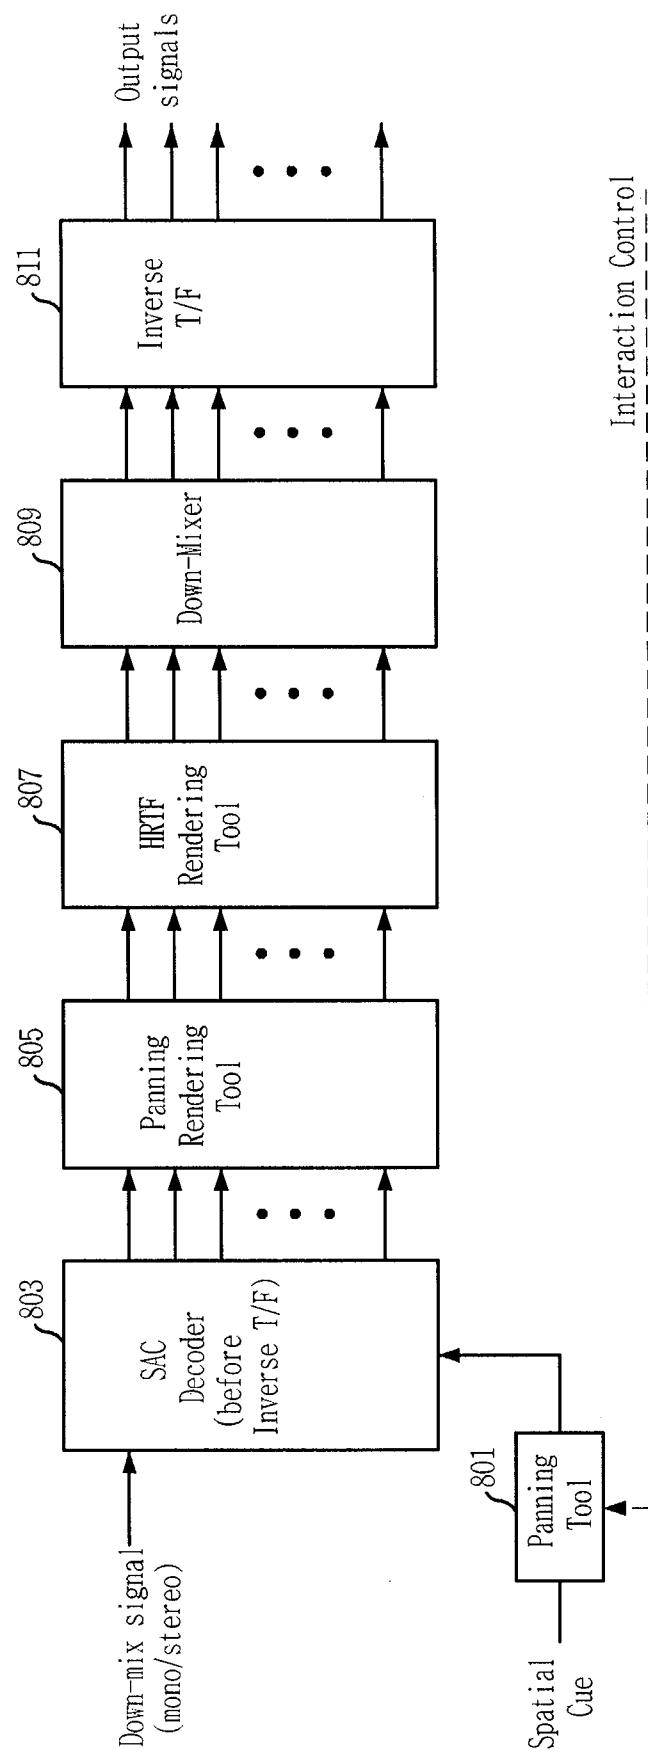 Down-mix signal
(mono/stereo)
803
SAC
Decoder
(before
Inverse T/F)
805
Panning
Rendering
Tool
807
HRTF
Rendering
Tool
809
Down-Mixer
811
Inverse
T/F
Output
signals
Spatial
Cue
801
Panning
Tool
Interaction Control